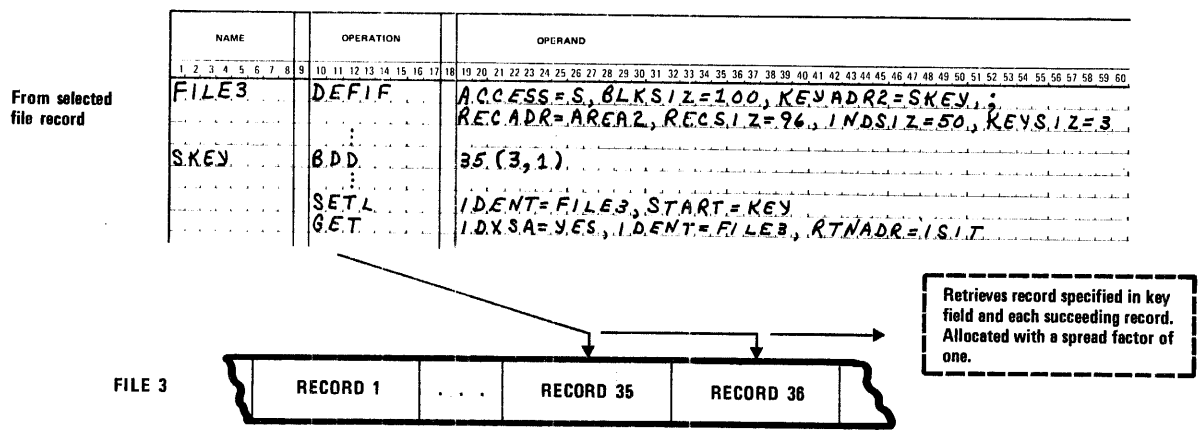 NAME OPERATION OPERAND
1 2 3 4 5 6 7 8 9 10 11 12 13 14 15 16 17 18 19 20 21 22 23 24 25 26 27 28 29 30 31 32 33 34 35 36 37 38 39 40 41 42 43 44 45 46 47 48 49 50 51 52 53 54 55 56 57 58 59 60
From selected
file record
FILE3 DEFIF ACCESS=S, BLKSIZ=100, KEYADR2=SKEY, ;
RECADR=AREA2, RECSIZ=96, INDSIZ=50, KEYSIZ=3
SKEY BDD 35(3,1)
SETL IDENT=FILE3, START=KEY
GET IDXSA=YES, IDENT=FILE3, RTNADR=ISIT
Retrieves record specified in key
field and each succeeding record.
Allocated with a spread factor of
one.
FILE 3 RECORD 1 . . . . RECORD 35 RECORD 36